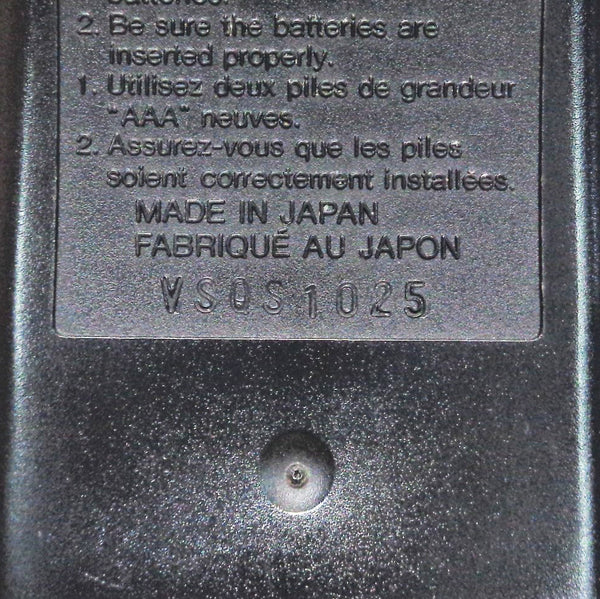 batteries.
2. Be sure the batteries are
inserted properly.
1. Utilisez deux piles de grandeur
"AAA" neuves.
2. Assurez-vous que les piles
soient correctement installées.
MADE IN JAPAN
FABRIQUÉ AU JAPON
VSQS1025